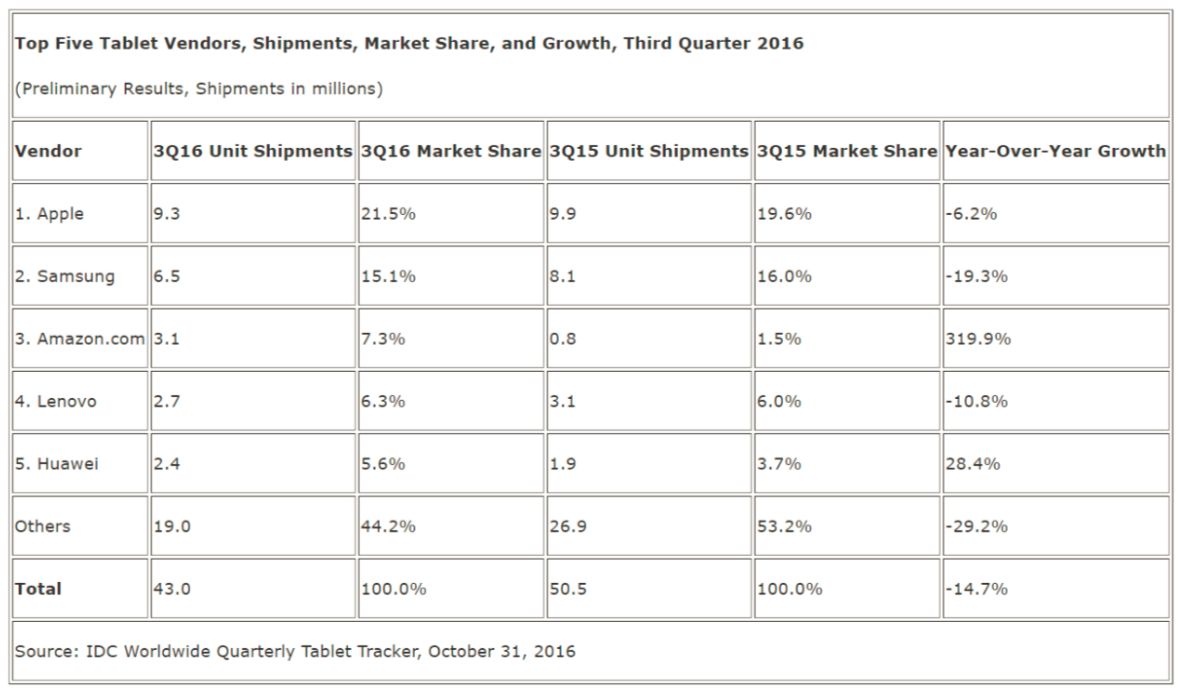 Top Five Tablet Vendors, Shipments, Market Share, and Growth, Third Quarter 2016
(Preliminary Results, Shipments in millions)
Vendor 3Q16 Unit Shipments 3Q16 Market Share 3Q15 Unit Shipments 3Q15 Market Share Year-Over-Year Growth
1. Apple 9.3 21.5% 9.9 19.6% -6.2%
2. Samsung 6.5 15.1% 8.1 16.0% -19.3%
3. Amazon.com 3.1 7.3% 0.8 1.5% 319.9%
4. Lenovo 2.7 6.3% 3.1 6.0% -10.8%
5. Huawei 2.4 5.6% 1.9 3.7% 28.4%
Others 19.0 44.2% 26.9 53.2% -29.2%
Total 43.0 100.0% 50.5 100.0% -14.7%
Source: IDC Worldwide Quarterly Tablet Tracker, October 31, 2016